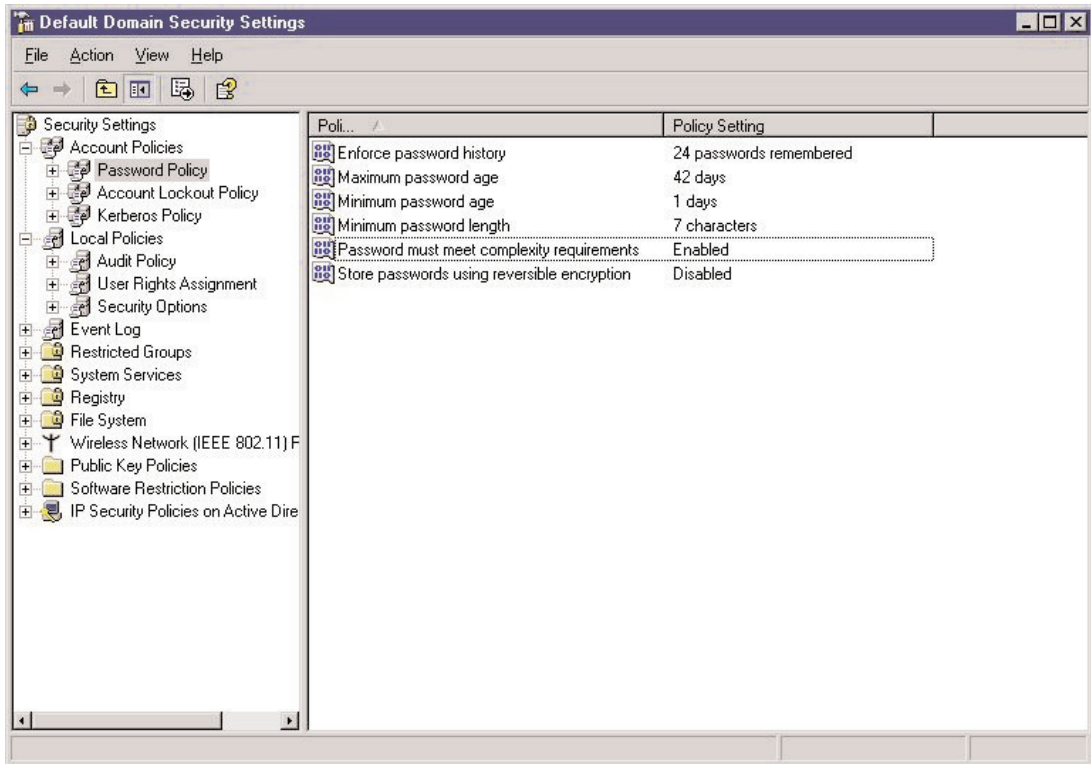 Default Domain Security Settings
File Action View Help
Security Settings
Account Policies
Password Policy
Account Lockout Policy
Kerberos Policy
Local Policies
Audit Policy
User Rights Assignment
Security Options
Event Log
Restricted Groups
System Services
Registry
File System
Wireless Network (IEEE 802.11) F
Public Key Policies
Software Restriction Policies
IP Security Policies on Active Dire
Poli... Policy Setting
Enforce password history 24 passwords remembered
Maximum password age 42 days
Minimum password age 1 days
Minimum password length 7 characters
Password must meet complexity requirements Enabled
Store passwords using reversible encryption Disabled